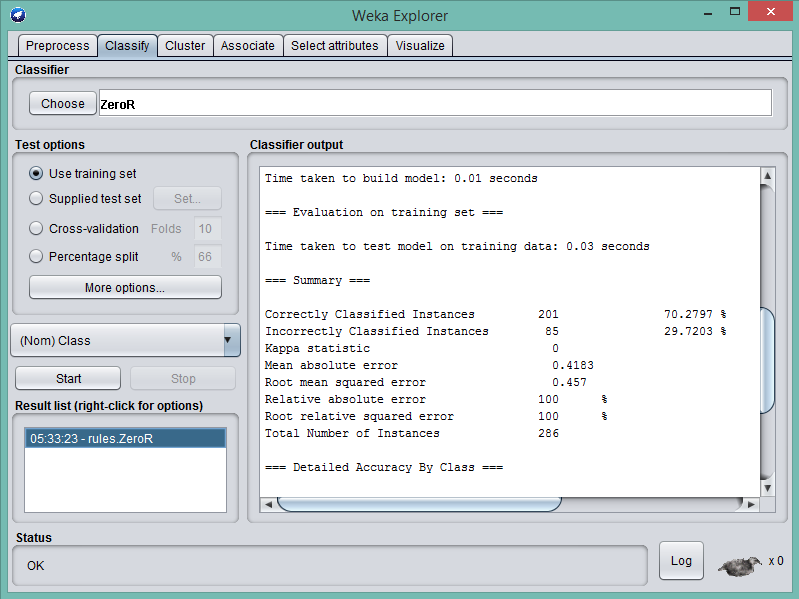 Weka Explorer
Preprocess Classify Cluster Associate Select attributes Visualize
Classifier
Choose ZeroR
Test options
Use training set
Supplied test set Set...
Cross-validation Folds 10
Percentage split % 66
More options...
(Nom) Class
Start Stop
Result list (right-click for options)
05:33:23 - rules.ZeroR
Classifier output
Time taken to build model: 0.01 seconds
=== Evaluation on training set ===
Time taken to test model on training data: 0.03 seconds
=== Summary ===
Correctly Classified Instances 201 70.2797 %
Incorrectly Classified Instances 85 29.7203 %
Kappa statistic 0
Mean absolute error 0.4183
Root mean squared error 0.457
Relative absolute error 100 %
Root relative squared error 100 %
Total Number of Instances 286
=== Detailed Accuracy By Class ===
Status
OK
Log x 0